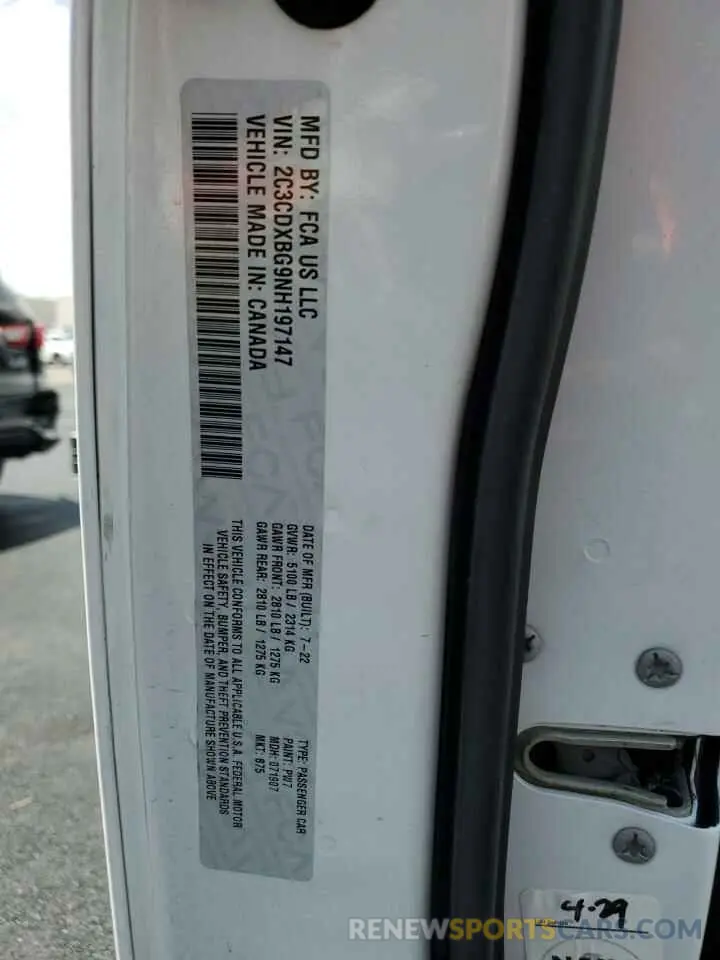 MFD BY: FCA US LLC
VIN: 2C3CDXBG9NH197147
VEHICLE MADE IN: CANADA
DATE OF MFR (BUILT): 7-22
GVWR: 5100 LB / 2314 KG
GAWR FRONT: 2810 LB / 1275 KG
GAWR REAR: 2810 LB / 1275 KG
TYPE: PASSENGER CAR
PAINT: PW7
MDH: 071907
MKT: 675
THIS VEHICLE CONFORMS TO ALL APPLICABLE U.S.A. FEDERAL MOTOR
VEHICLE SAFETY, BUMPER, AND THEFT PREVENTION STANDARDS
IN EFFECT ON THE DATE OF MANUFACTURE SHOWN ABOVE
4-29
RENEWSPORTSCARS.COM